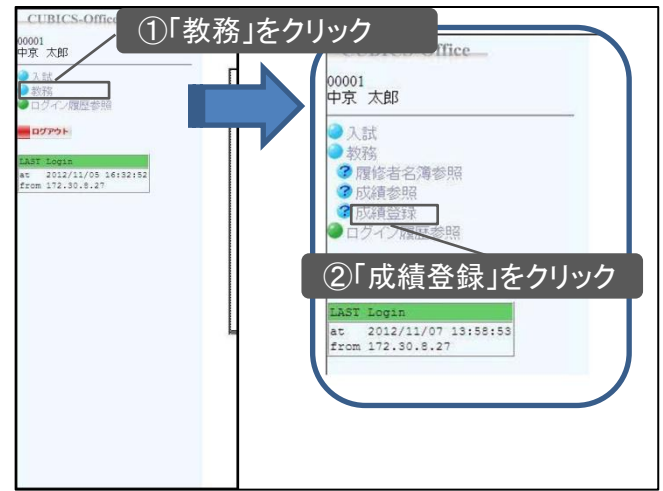 CUBICS-Office
①「教務」をクリック
00001
中京 太郎
入試
教務
ログイン履歴参照
ログアウト
LAST Login
at 2012/11/05 16:32:52
from 172.30.8.27
CUBICS-Office
00001
中京 太郎
入試
教務
履修者名簿参照
成績参照
成績登録
ログイン履歴参照
②「成績登録」をクリック
LAST Login
at 2012/11/07 13:58:53
from 172.30.8.27